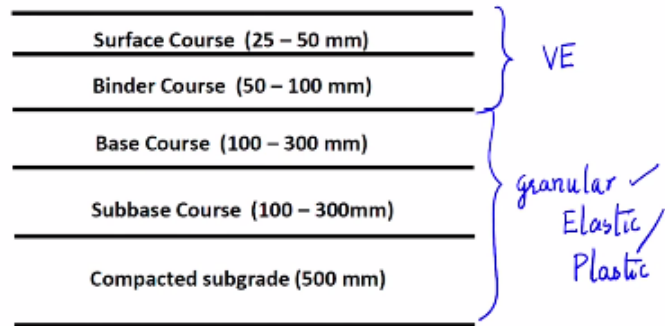 Surface Course (25 – 50 mm)
VE
Binder Course (50 – 100 mm)
Base Course (100 – 300 mm)
granular ✓
Subbase Course (100 – 300mm)
Elastic
Plastic
Compacted subgrade (500 mm)